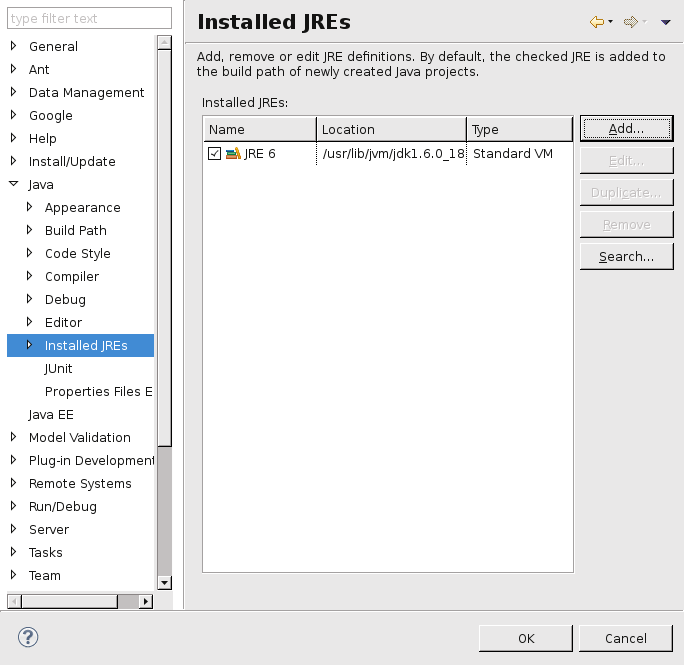 type filter text
General
Ant
Data Management
Google
Help
Install/Update
Java
Appearance
Build Path
Code Style
Compiler
Debug
Editor
Installed JREs
JUnit
Properties Files E
Java EE
Model Validation
Plug-in Development
Remote Systems
Run/Debug
Server
Tasks
Team
Installed JREs
Add, remove or edit JRE definitions. By default, the checked JRE is added to
the build path of newly created Java projects.
Installed JREs:
Name Location Type
JRE 6 /usr/lib/jvm/jdk1.6.0_18 Standard VM
Add...
Edit...
Duplicate...
Remove
Search...
OK Cancel